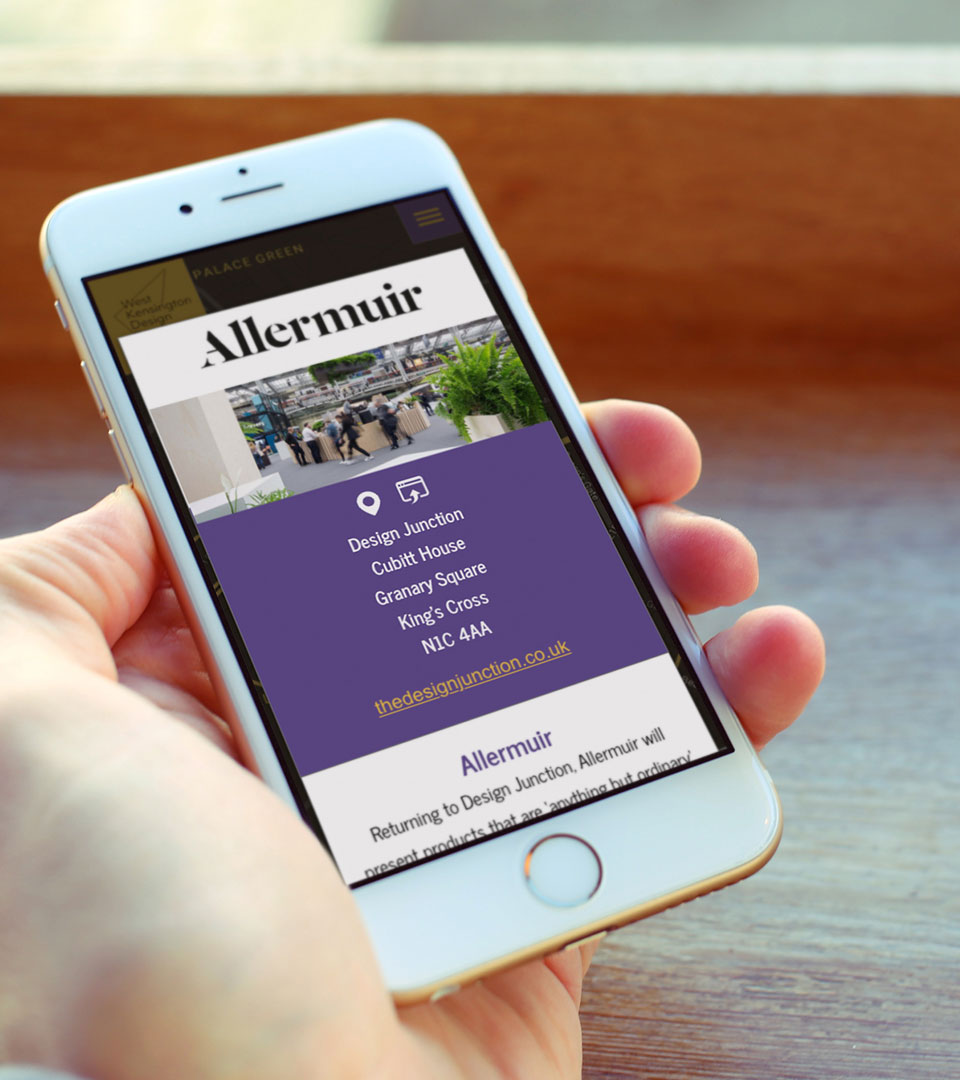 PALACE GREEN
West
Kensington
Design
Allermuir
Design Junction
Cubitt House
Granary Square
King's Cross
N1C 4AA
thedesignjunction.co.uk
Allermuir
Returning to Design Junction, Allermuir will
present products that are 'anything but ordinary'